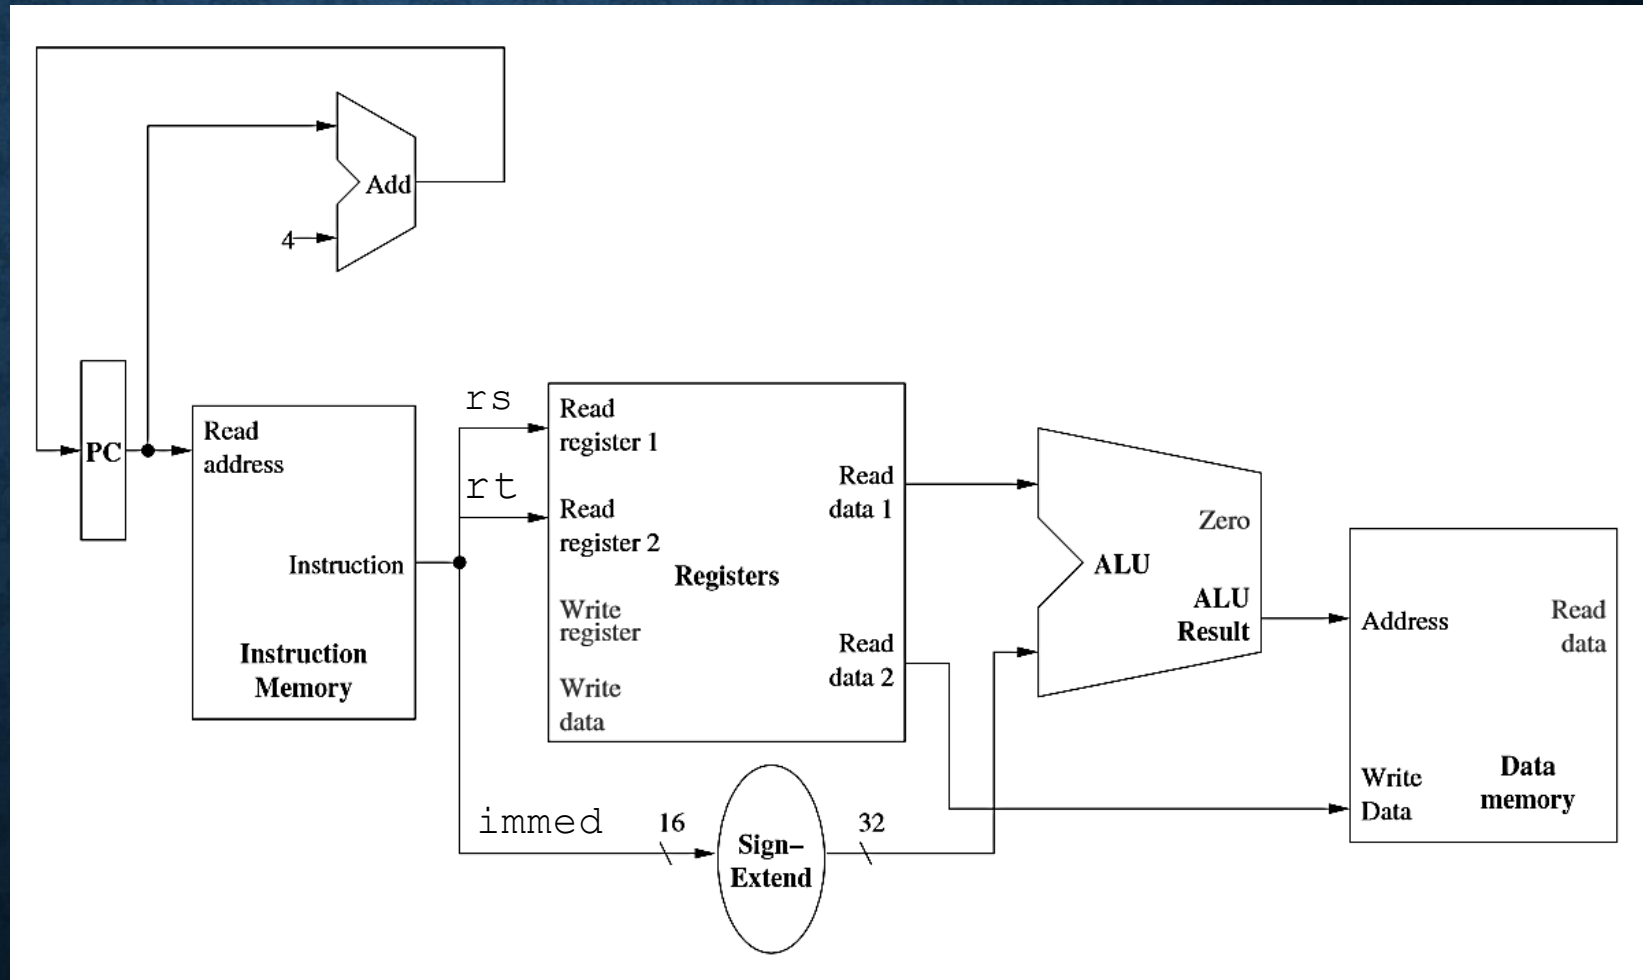 Add
4
PC
Read
address
Instruction
Instruction
Memory
rs
rt
Read
register 1
Read
register 2
Registers
Write
register
Write
data
Read
data 1
Read
data 2
immed
16
Sign–
Extend
32
Zero
ALU
ALU
Result
Address
Read
data
Write
Data
Data
memory